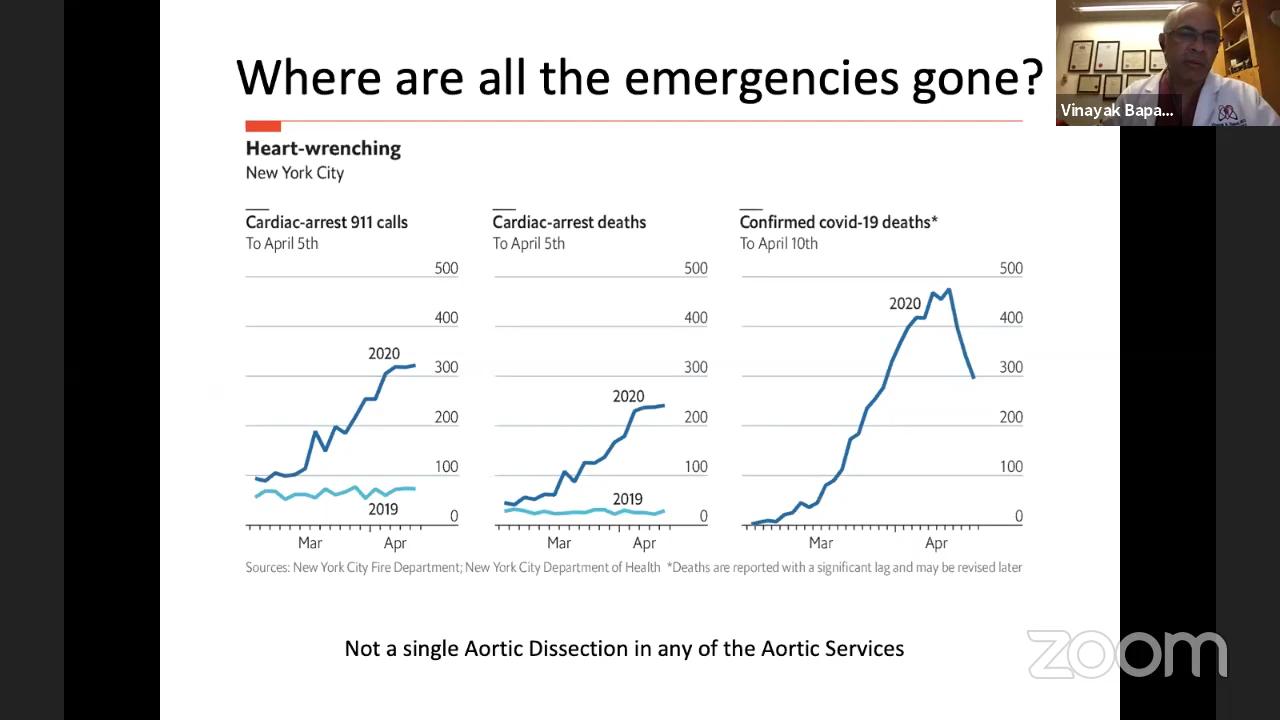 Where are all the emergencies gone?
Vinayak Bapa...
Heart-wrenching
New York City
Cardiac-arrest 911 calls
To April 5th
500
400
300
200
100
0
2020
2019
Mar
Apr
Cardiac-arrest deaths
To April 5th
500
400
300
200
100
0
2020
2019
Mar
Apr
Confirmed covid-19 deaths*
To April 10th
500
400
300
200
100
0
2020
Mar
Apr
Sources: New York City Fire Department; New York City Department of Health *Deaths are reported with a significant lag and may be revised later
Not a single Aortic Dissection in any of the Aortic Services
zoom